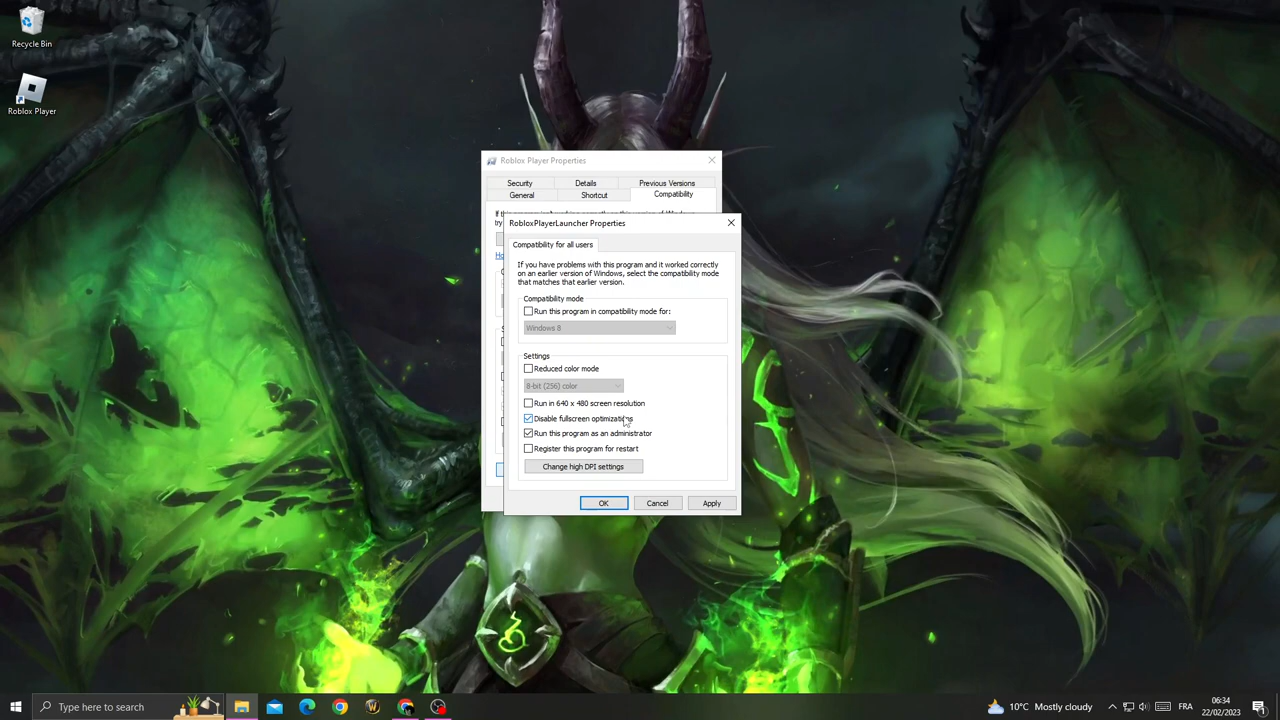 Recycle Bin
Roblox Player
Roblox Player Properties
Security
Details
Previous Versions
General
Shortcut
Compatibility
try
RobloxPlayerLauncher Properties
Compatibility for all users
If you have problems with this program and it worked correctly
on an earlier version of Windows, select the compatibility mode
that matches that earlier version.
Compatibility mode
Run this program in compatibility mode for:
Windows 8
Settings
Reduced color mode
8-bit (256) color
Run in 640 x 480 screen resolution
Disable fullscreen optimizations
Run this program as an administrator
Register this program for restart
Change high DPI settings
OK
Cancel
Apply
Type here to search
10°C Mostly cloudy
FRA
06:34
22/02/2023